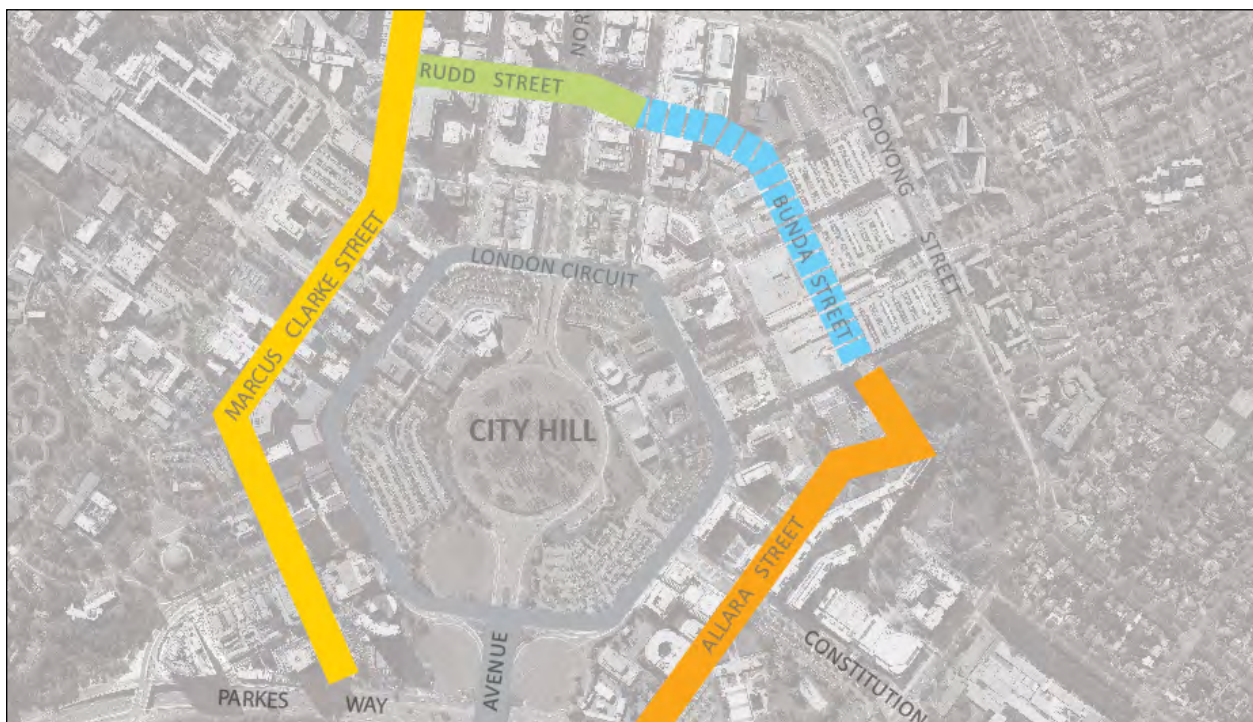 NORT
RUDD STREET
COOYONG STREET
BUNDA STREET
MARCUS CLARKE STREET
LONDON CIRCUIT
CITY HILL
ALLARA STREET
CONSTITUTION
AVENUE
PARKES WAY